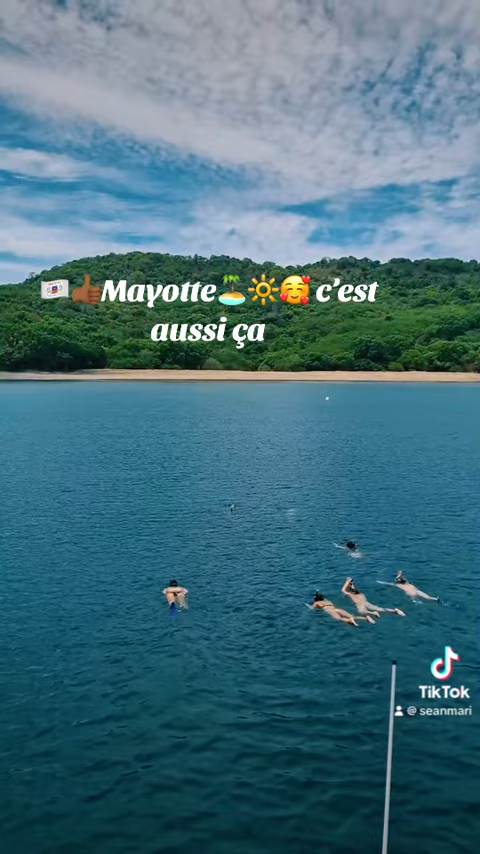 🇾🇹👍🏾Mayotte🏝️🔆🥰 c'est
aussi ça
TikTok
@ seanmari